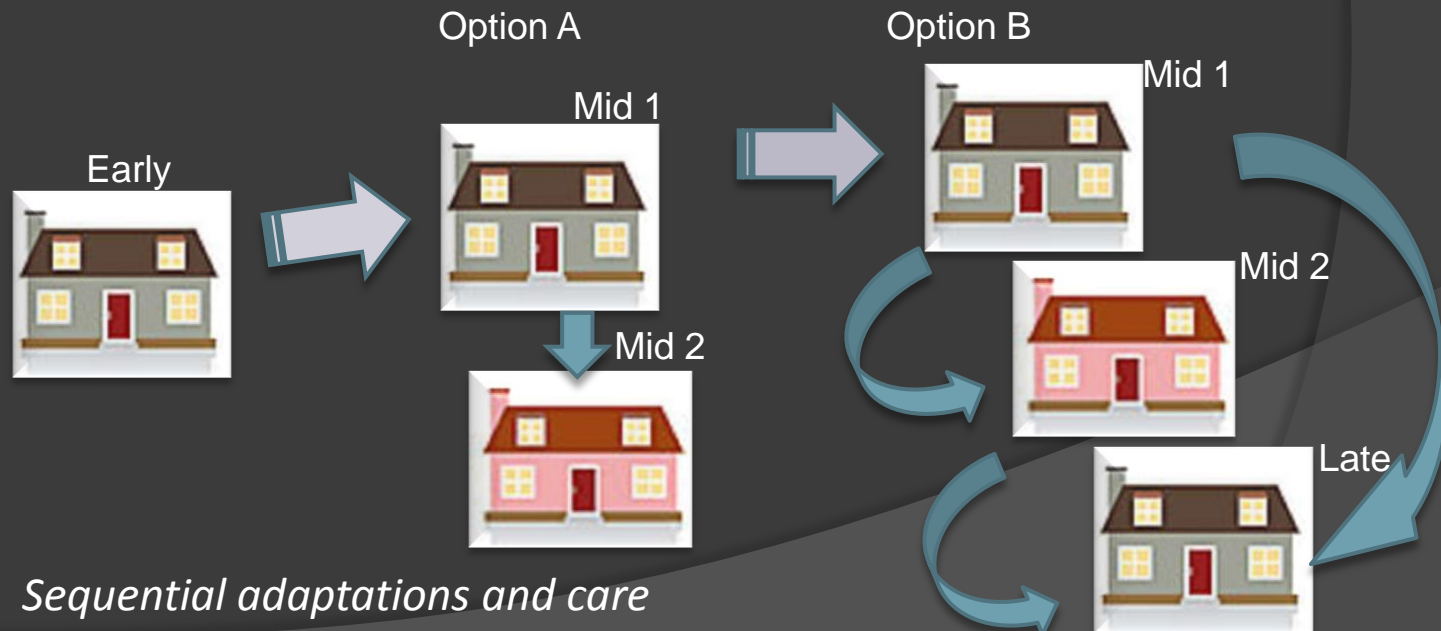 Option A
Option B
Early
Mid 1
Mid 2
Mid 1
Mid 2
Late
Sequential adaptations and care